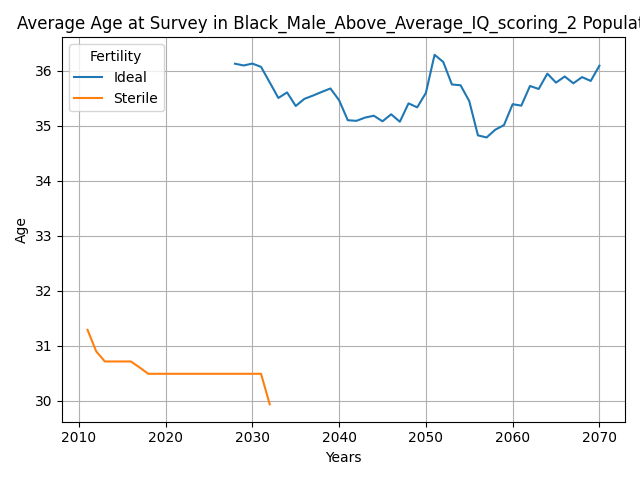 Average Age at Survey in Black_Male_Above_Average_IQ_scoring_2 Populat
Fertility
Ideal
Sterile
36
35
34
33
32
31
30
Age
2010 2020 2030 2040 2050 2060 2070
Years